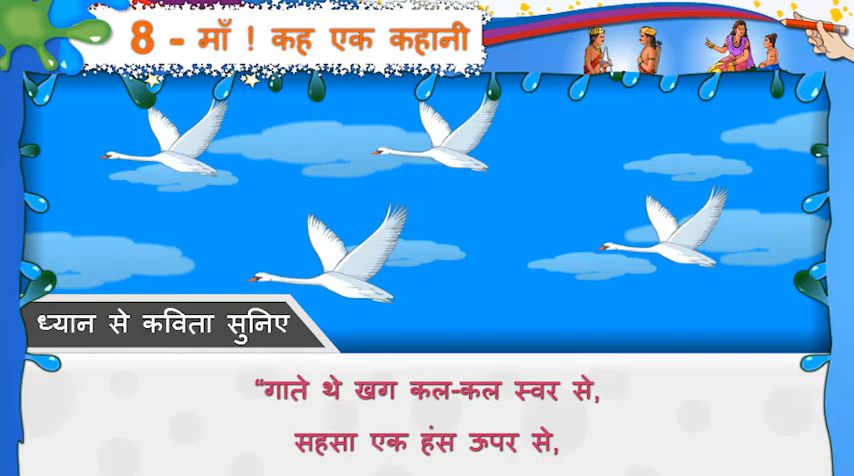 8 - माँ ! कह एक कहानी
ध्यान से कविता सुनिए
“गाते थे खग कल-कल स्वर से,
सहसा एक हंस ऊपर से,